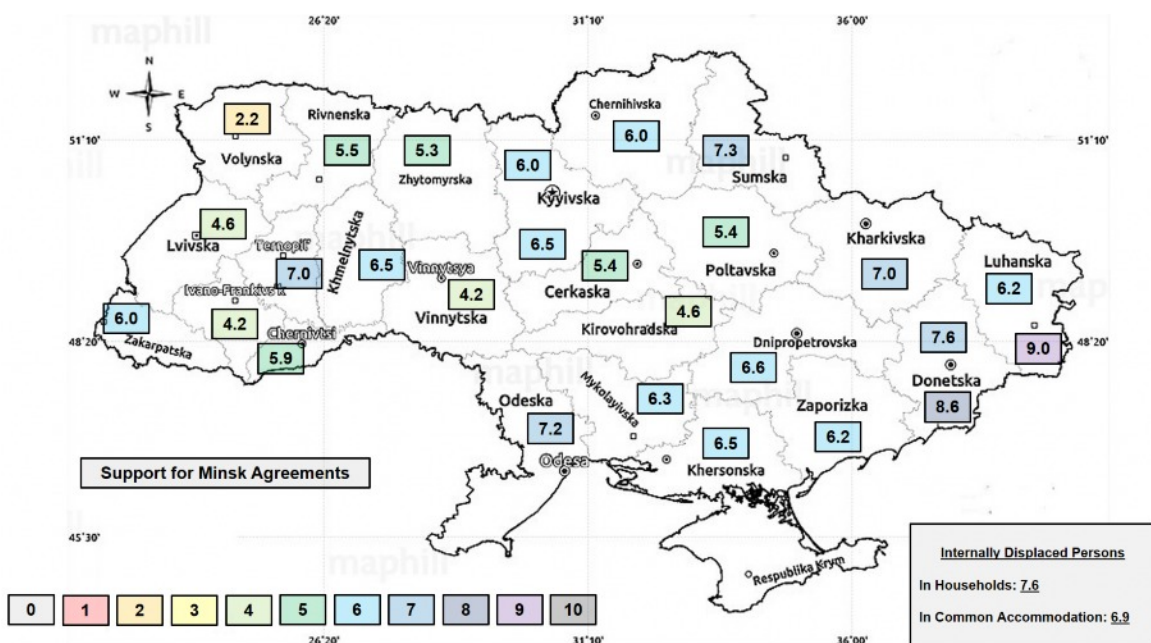 maphill
26°20'
31°10'
36°00'
N
W E
S
Chernihivska
2.2
Rivnenska
6.0
51°10'
51°10'
5.5
5.3
7.3
maphill
Volynska
Zhytomyrska
6.0
Sumska
Kyyivska
4.6
5.4
Lvivska
Ternopil'
Khmelnytska
6.5
Kharkivska
7.0
6.5
Vinnytsya
5.4
Poltavska
7.0
Luhanska
6.2
Ivano-Frankivs'k
4.2
Cerkaska
6.0
4.2
Vinnytska
4.6
Zakarpatska
Chernivtsi
Kirovohradska
7.6
48°20'
5.9
Dnipropetrovska
9.0
48°20'
maphill
6.6
Donetska
Mykolayivska
maphill
Odeska
6.3
Zaporizka
8.6
7.2
6.5
6.2
Support for Minsk Agreements
Odesa
Khersonska
45°30'
maphill
Respublika Krym
Internally Displaced Persons
In Households: 7.6
In Common Accommodation: 6.9
0 1 2 3 4 5 6 7 8 9 10
26°20'
31°10'
36°00'